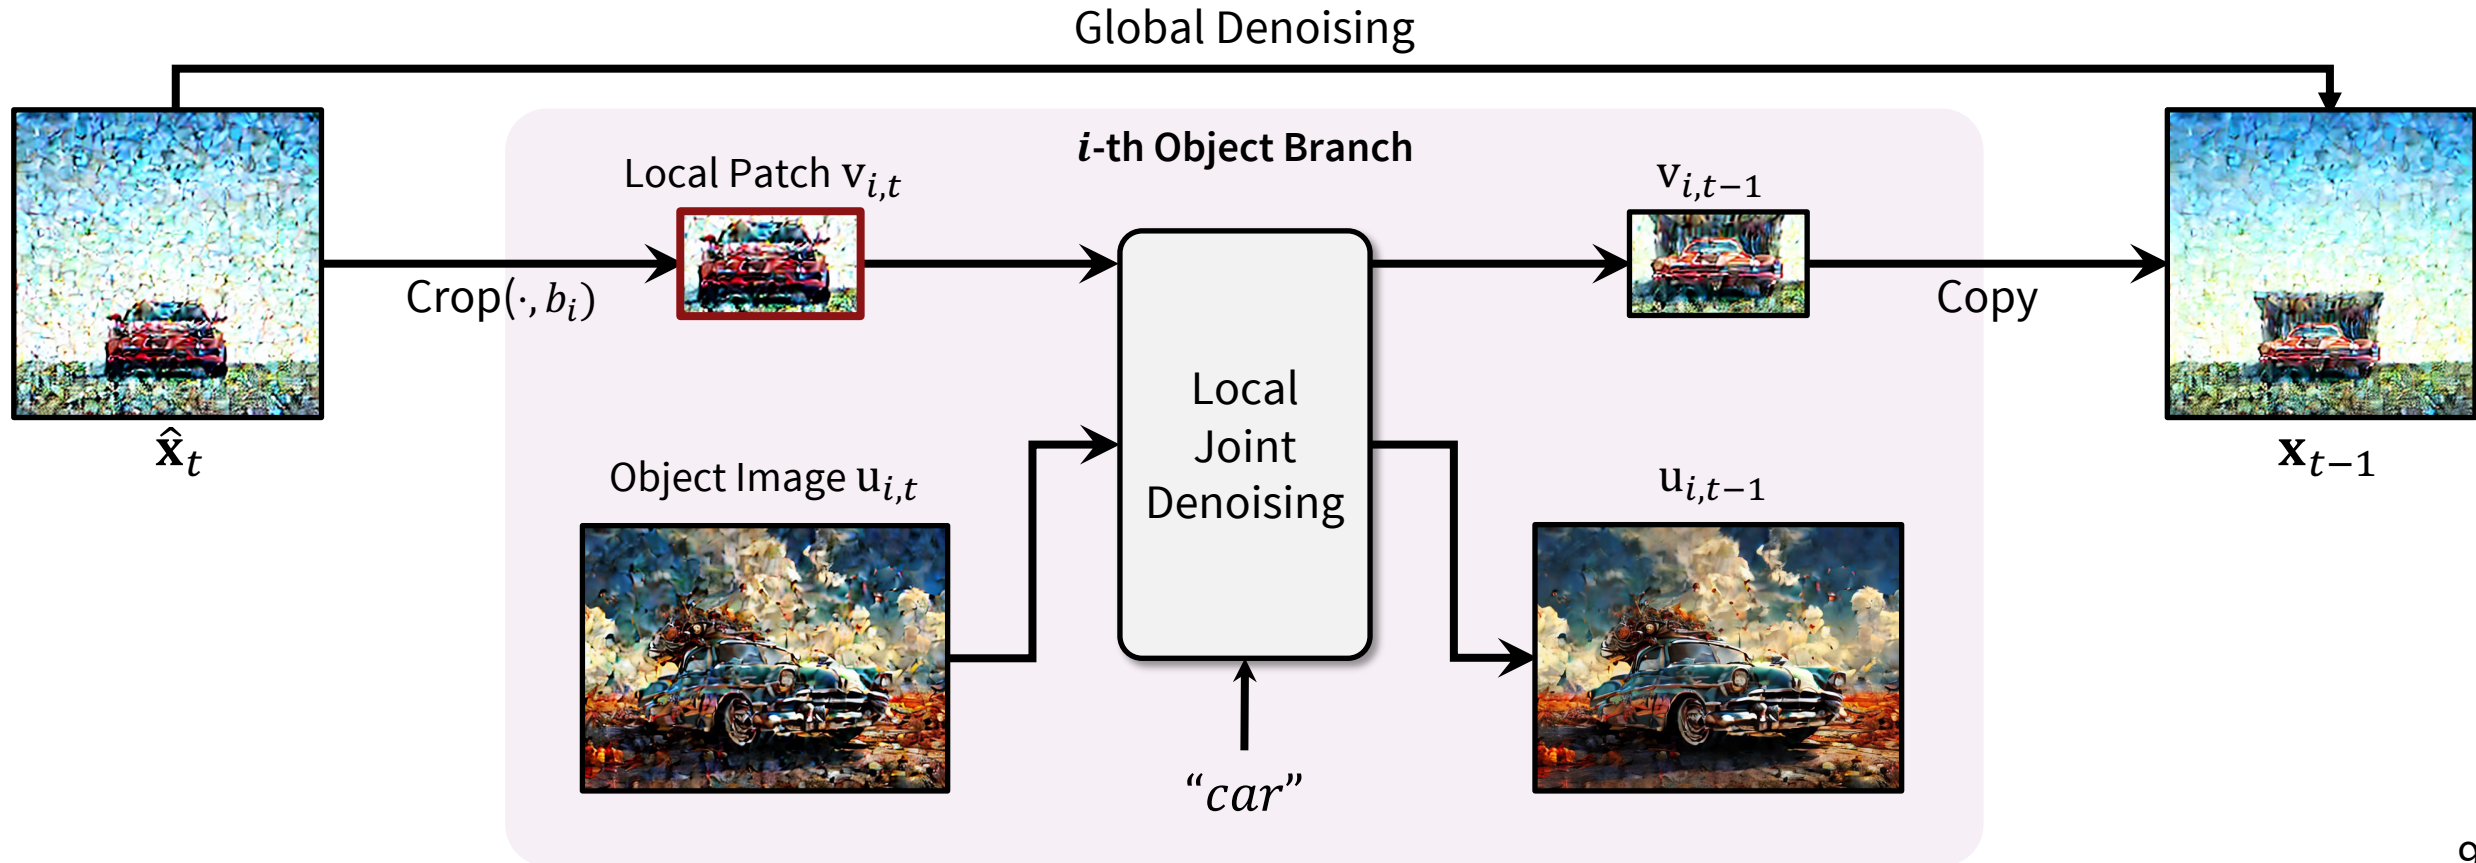 Global Denoising
i-th Object Branch
Local Patch v_{i,t}
v_{i,t−1}
Crop(·, b_i)
Copy
Local
Joint
Denoising
x̂_t
x_{t−1}
Object Image u_{i,t}
u_{i,t−1}
“car”